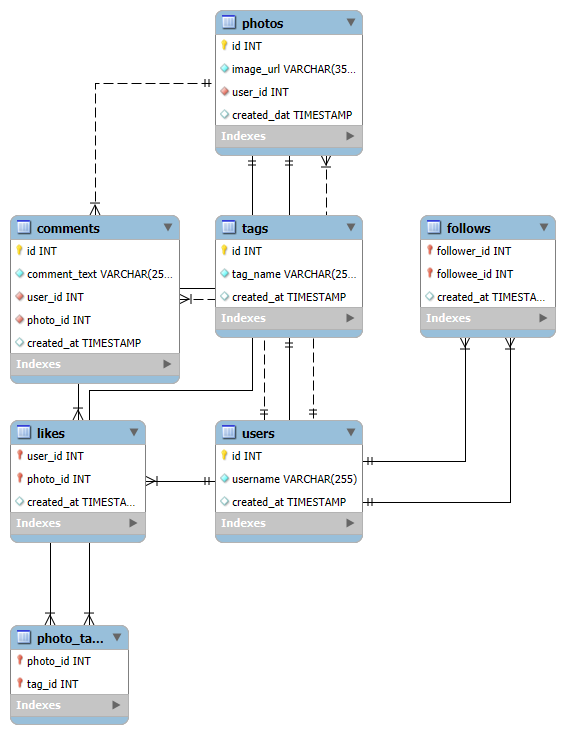 photos
id INT
image_url VARCHAR(35...
user_id INT
created_dat TIMESTAMP
Indexes
comments
id INT
comment_text VARCHAR(25...
user_id INT
photo_id INT
created_at TIMESTAMP
Indexes
tags
id INT
tag_name VARCHAR(25...
created_at TIMESTAMP
Indexes
follows
follower_id INT
followee_id INT
created_at TIMESTA...
Indexes
likes
user_id INT
photo_id INT
created_at TIMESTA...
Indexes
users
id INT
username VARCHAR(255)
created_at TIMESTAMP
Indexes
photo_ta...
photo_id INT
tag_id INT
Indexes